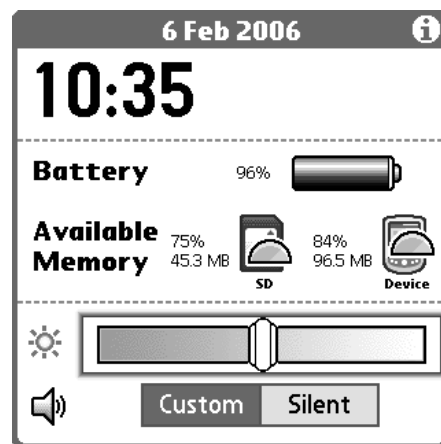 6 Feb 2006
10:35
Battery 96%
Available Memory
75%
45.3 MB
SD
84%
96.5 MB
Device
Custom Silent